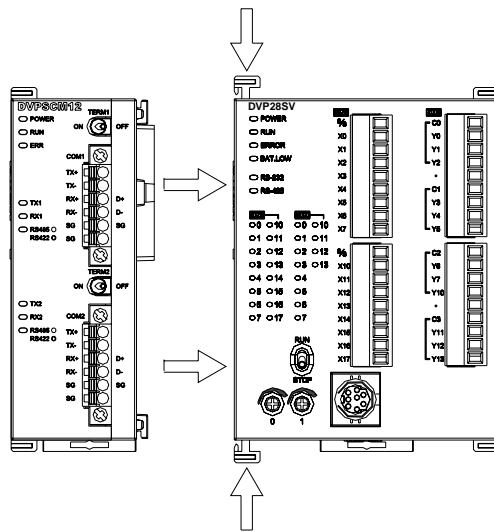 DVPSCM12
POWER
RUN
ERR
TERM1
ON OFF
COM1
TX+
TX-
RX+ D+
RX- D-
SG SG
SG
TX1
RX1
RS485
RS422
TERM2
ON OFF
TX2
RX2
RS485
RS422
COM2
TX+
TX-
RX+ D+
RX- D-
SG SG
SG
DVP28SV
POWER
RUN
ERROR
BAT.LOW
RS-232
RS-485
0 10 0 10
1 11 1 11
2 12 2 12
3 13 3 13
4 14 4
5 15 5
6 16 6
7 17 7
RUN
STOP
0 1
X0
X1
X2
X3
X4
X5
X6
X7
X10
X11
X12
X13
X14
X15
X16
X17
C0
Y0
Y1
Y2
C1
Y3
Y4
Y5
C2
Y6
Y7
Y10
C3
Y11
Y12
Y13